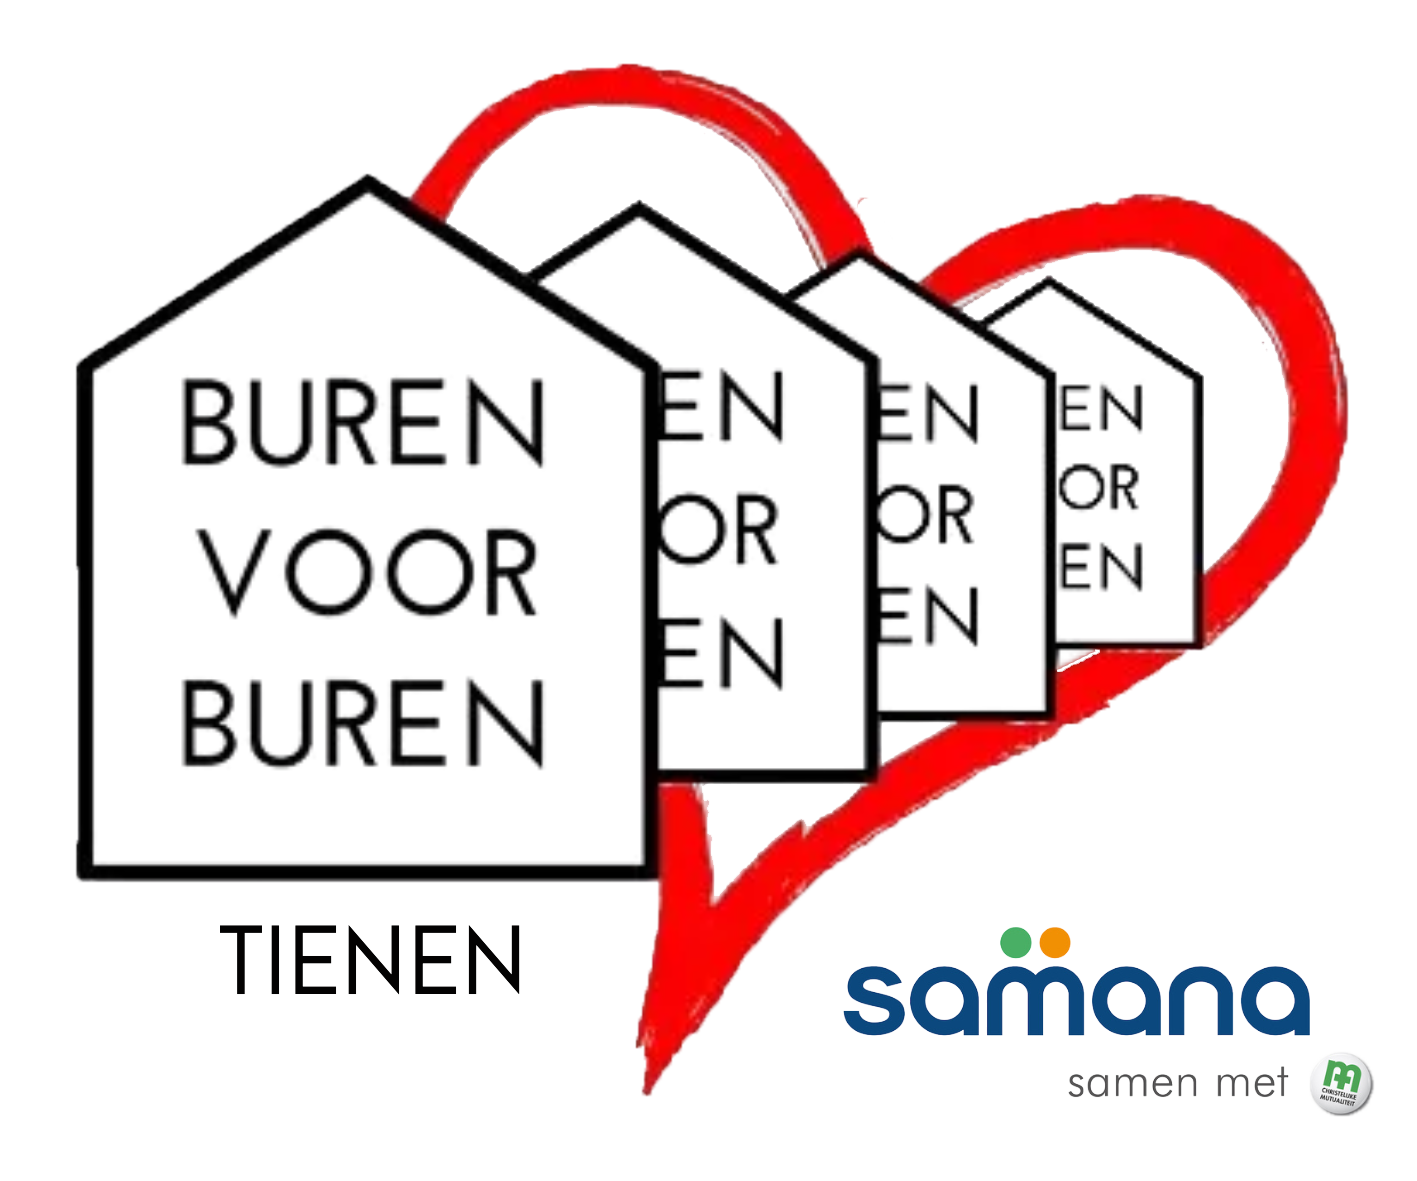 BUREN
VOOR
BUREN
EN
OR
EN
EN
OR
EN
EN
OR
EN
TIENEN
samana
samen met
CHRISTELIJKE
MUTUALITEIT